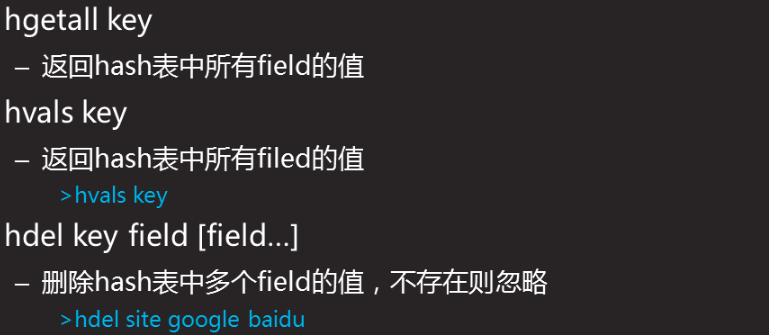 hgetall key
– 返回hash表中所有field的值
hvals key
– 返回hash表中所有filed的值
>hvals key
hdel key field [field…]
– 删除hash表中多个field的值，不存在则忽略
>hdel site google baidu